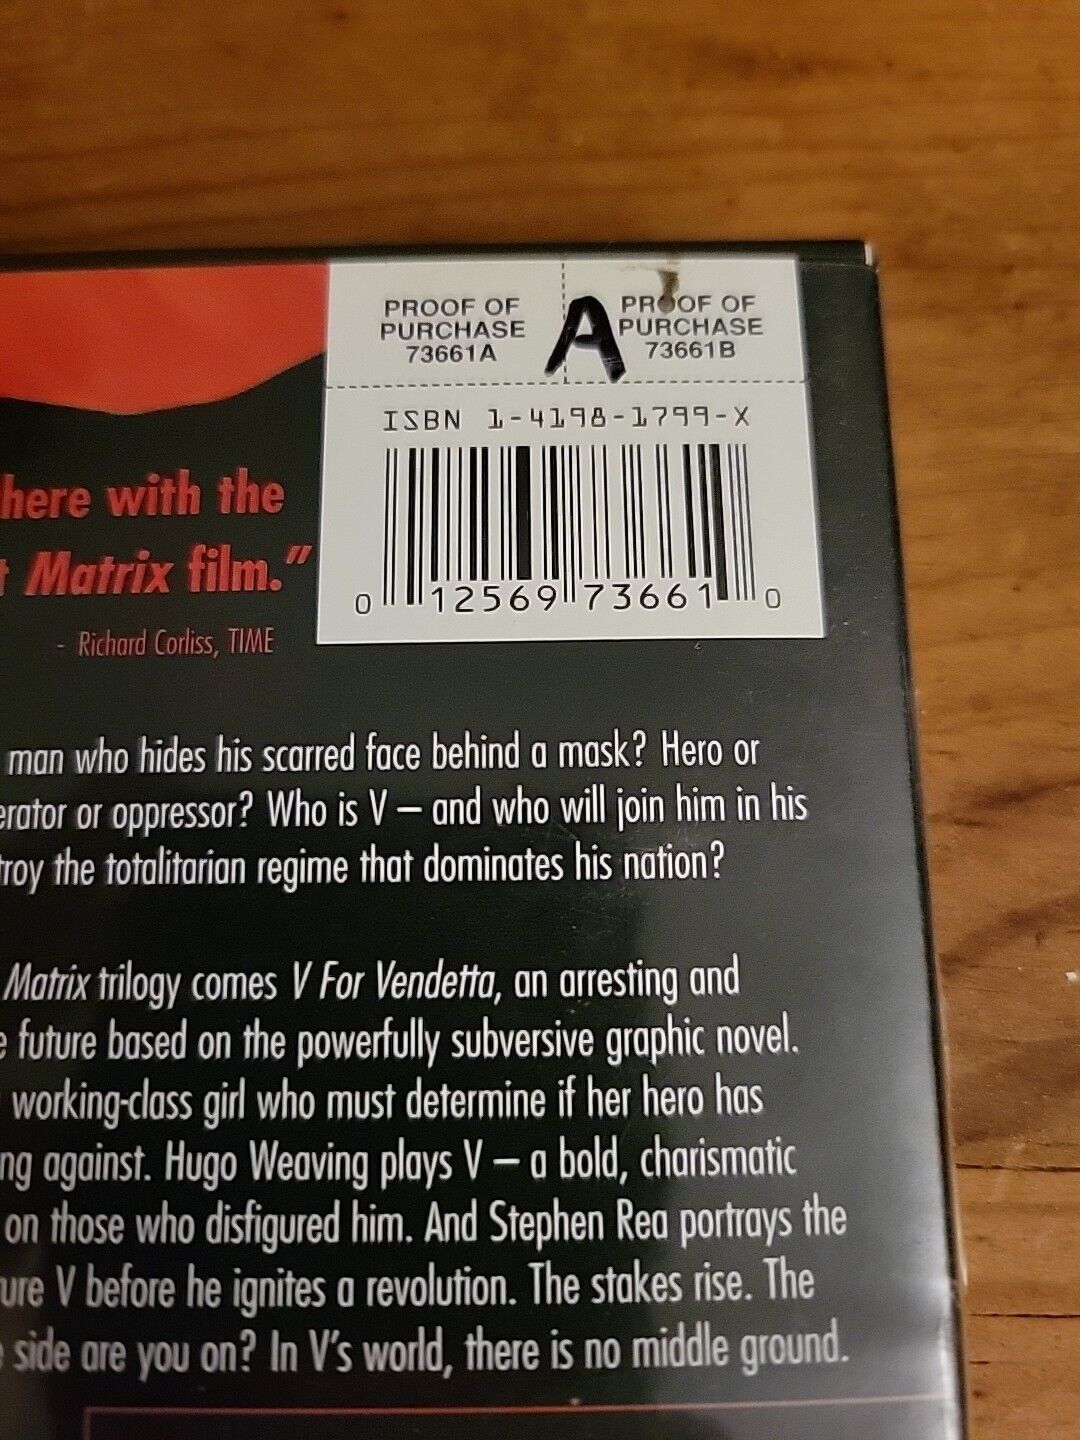 PROOF OF
PURCHASE
73661A
A
PROOF OF
PURCHASE
73661B
ISBN 1-4198-1799-X
0 12569 73661 0
here with the
Matrix film."
- Richard Corliss, TIME
man who hides his scarred face behind a mask? Hero or
erator or oppressor? Who is V – and who will join him in his
troy the totalitarian regime that dominates his nation?
Matrix trilogy comes V For Vendetta, an arresting and
e future based on the powerfully subversive graphic novel.
working-class girl who must determine if her hero has
ng against. Hugo Weaving plays V – a bold, charismatic
on those who disfigured him. And Stephen Rea portrays the
ure V before he ignites a revolution. The stakes rise. The
side are you on? In V's world, there is no middle ground.